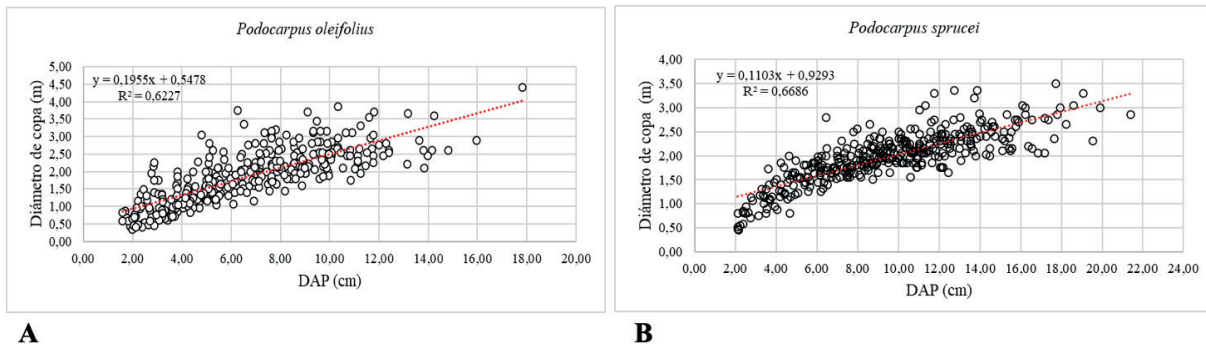 Podocarpus oleifolius
y = 0,1955x + 0,5478
R² = 0,6227
Diámetro de copa (m)
5,00
4,50
4,00
3,50
3,00
2,50
2,00
1,50
1,00
0,50
0,00
0,00 2,00 4,00 6,00 8,00 10,00 12,00 14,00 16,00 18,00 20,00
DAP (cm)
A
Podocarpus sprucei
y = 0,1103x + 0,9293
R² = 0,6686
Diámetro de copa (m)
4,00
3,50
3,00
2,50
2,00
1,50
1,00
0,50
0,00
0,00 2,00 4,00 6,00 8,00 10,00 12,00 14,00 16,00 18,00 20,00 22,00 24,00
DAP (cm)
B